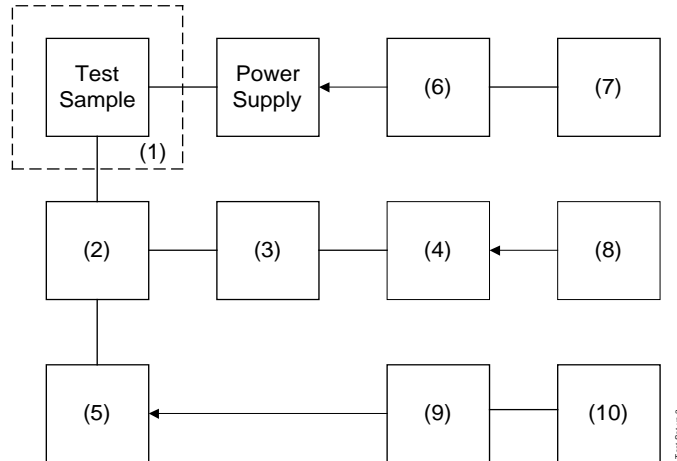 Test
Sample
Power
Supply
(6)
(7)
(1)
(2)
(3)
(4)
(8)
(5)
(9)
(10)